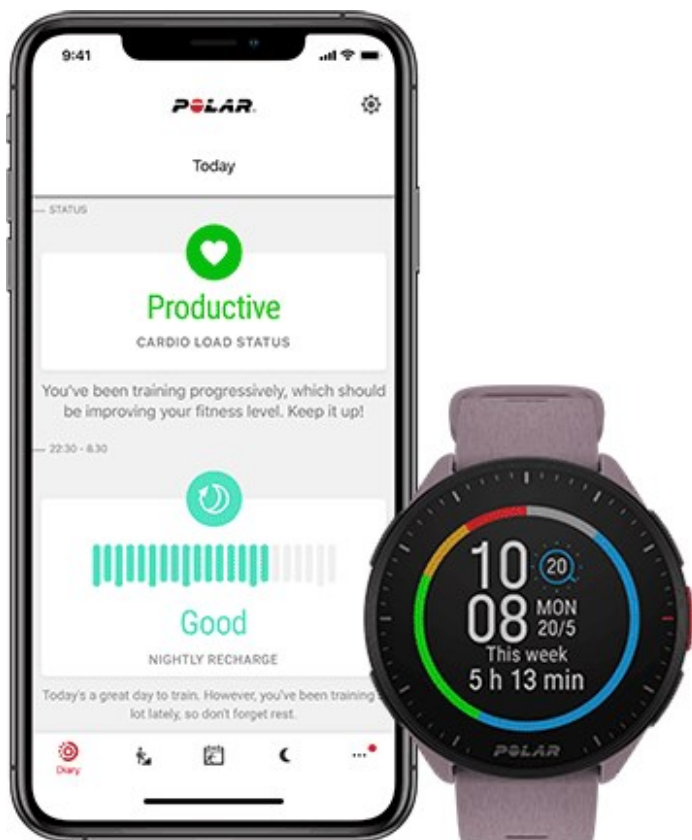 9:41
POLAR
Today
STATUS
Productive
CARDIO LOAD STATUS
You've been training progressively, which should
be improving your fitness level. Keep it up!
22:30 - 8.30
Good
NIGHTLY RECHARGE
Today's a great day to train. However, you've been training
lot lately, so don't forget rest.
Diary
10
20
08
MON
20/5
This week
5 h 13 min
POLAR